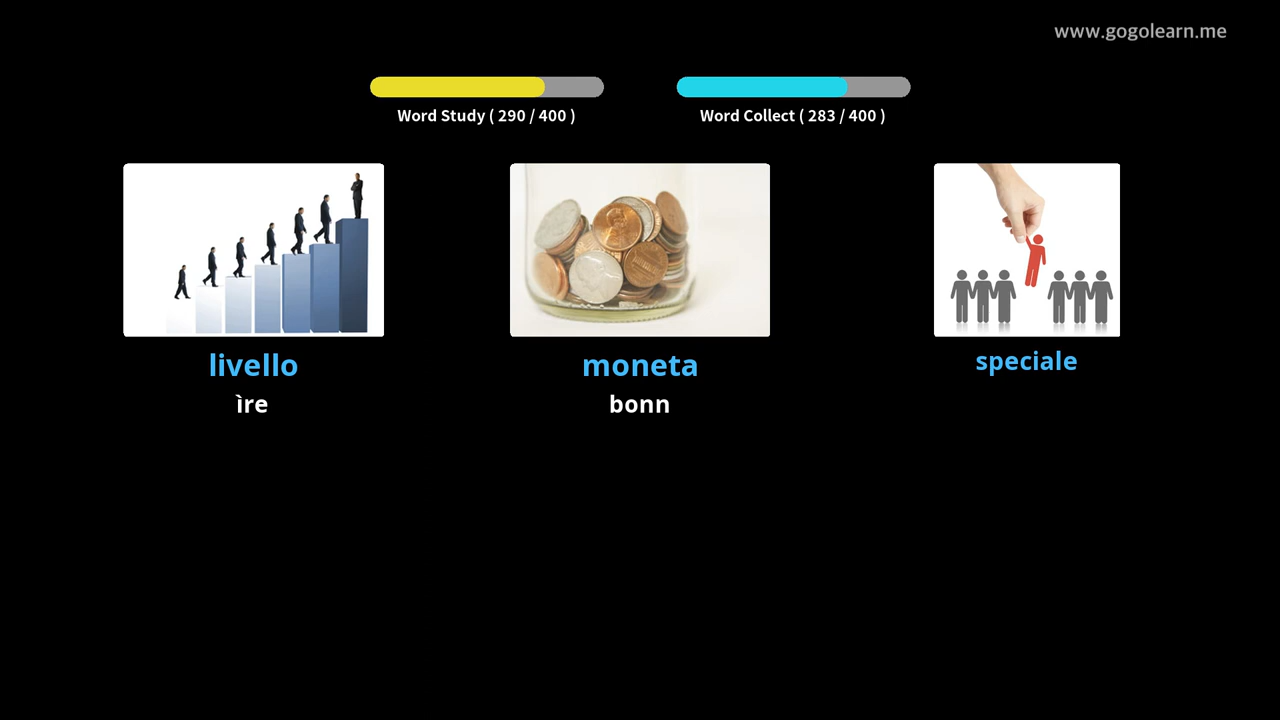 www.gogolearn.me
Word Study ( 290 / 400 )
Word Collect ( 283 / 400 )
livello
moneta
speciale
ìre
bonn